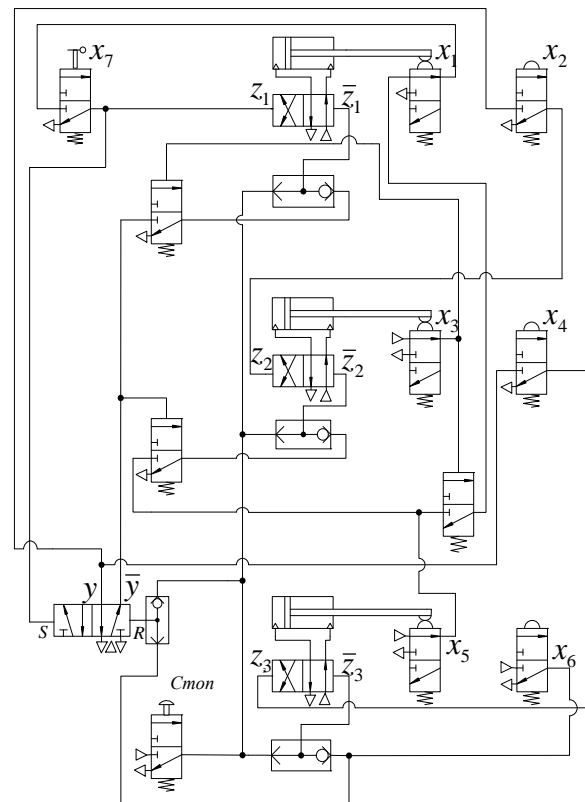 x₇
x₁
x₂
z₁
z̄₁
x₃
x₄
z₂
z̄₂
y
ȳ
S
R
x₅
x₆
z₃
z̄₃
Стоп